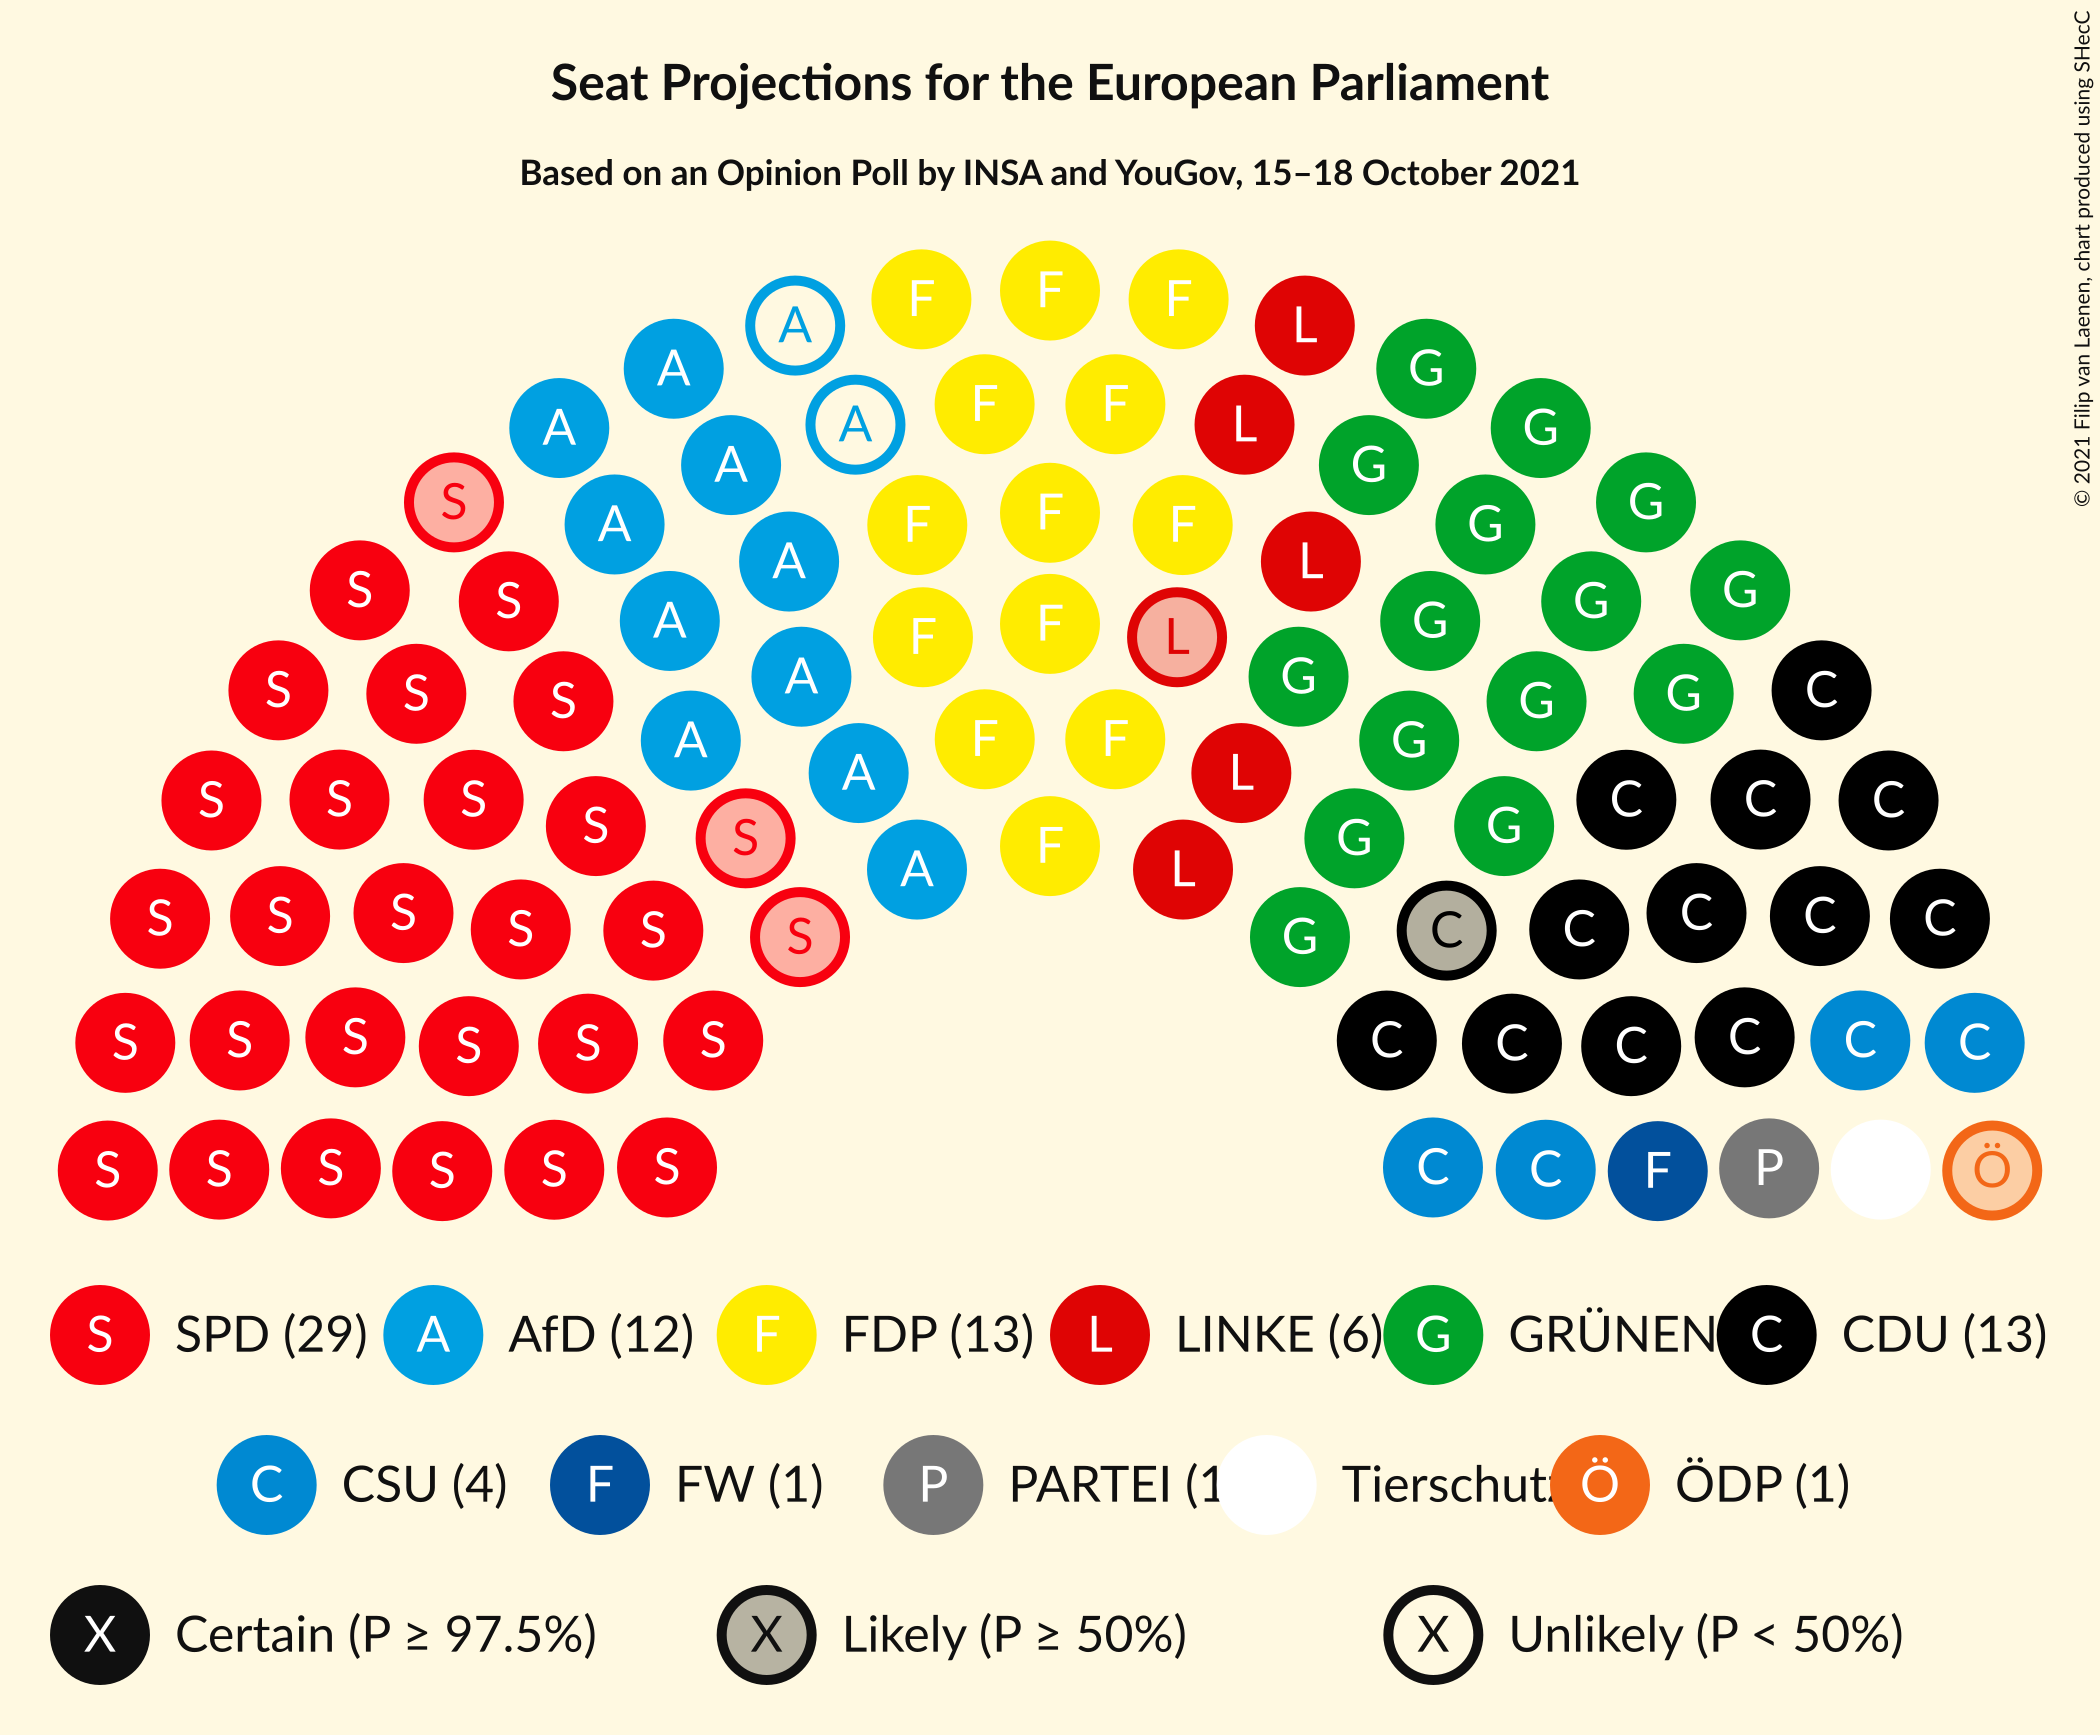 Seat Projections for the European Parliament
Based on an Opinion Poll by INSA and YouGov, 15–18 October 2021
© 2021 Filip van Laenen, chart produced using SHecC
F F F
A L
A F F G
A A L G
A G
S A F F F G G
A A L G
S S A F F L G G G
S S S A A G G G G C
S S S S A F F L G G C C C
S S A F L G
S S S S S S G C C C C C C
S S S S S S C C C C C C
S S S S S S C C F P Ö
S SPD (29) A AfD (12) F FDP (13) L LINKE (6) G GRÜNEN C CDU (13)
C CSU (4) F FW (1) P PARTEI (1 Tierschutz Ö ÖDP (1)
X Certain (P ≥ 97.5%) X Likely (P ≥ 50%) X Unlikely (P < 50%)